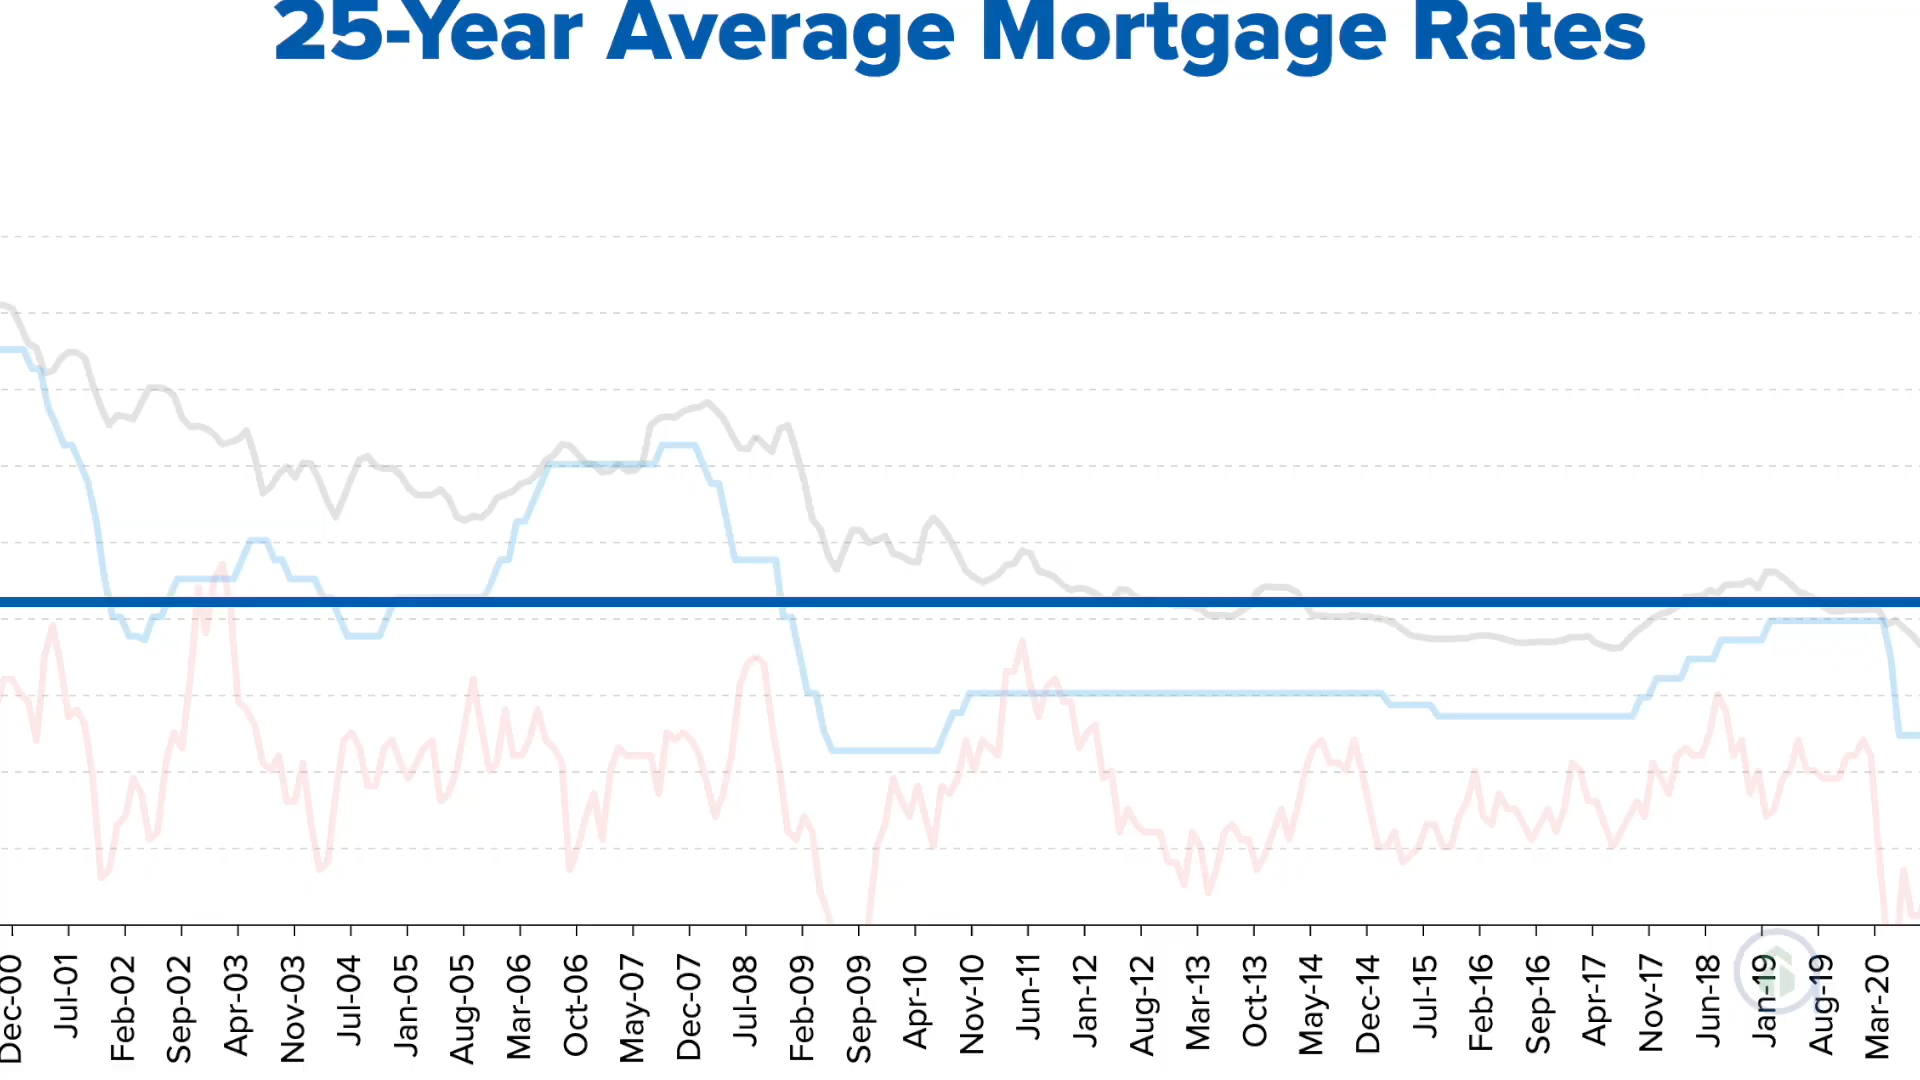 25-Year Average Mortgage Rates
Dec-00
Jul-01
Feb-02
Sep-02
Apr-03
Nov-03
Jul-04
Jan-05
Aug-05
Mar-06
Oct-06
May-07
Dec-07
Jul-08
Feb-09
Sep-09
Apr-10
Nov-10
Jun-11
Jan-12
Aug-12
Mar-13
Oct-13
May-14
Dec-14
Jul-15
Feb-16
Sep-16
Apr-17
Nov-17
Jun-18
Jan-19
Aug-19
Mar-20